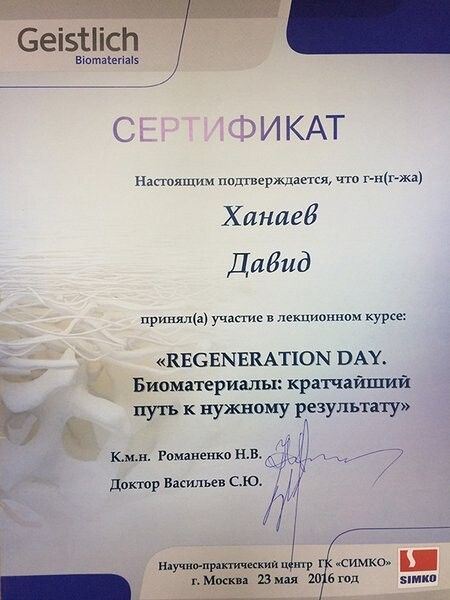 Geistlich
Biomaterials
СЕРТИФИКАТ
Настоящим подтверждается, что г-н(г-жа)
Ханаев
Давид
принял(а) участие в лекционном курсе:
«REGENERATION DAY.
Биоматериалы: кратчайший
путь к нужному результату»
К.м.н. Романенко Н.В.
Доктор Васильев С.Ю.
Научно-практический центр ГК «СИМКО»
г. Москва 23 мая 2016 год
SIMKO